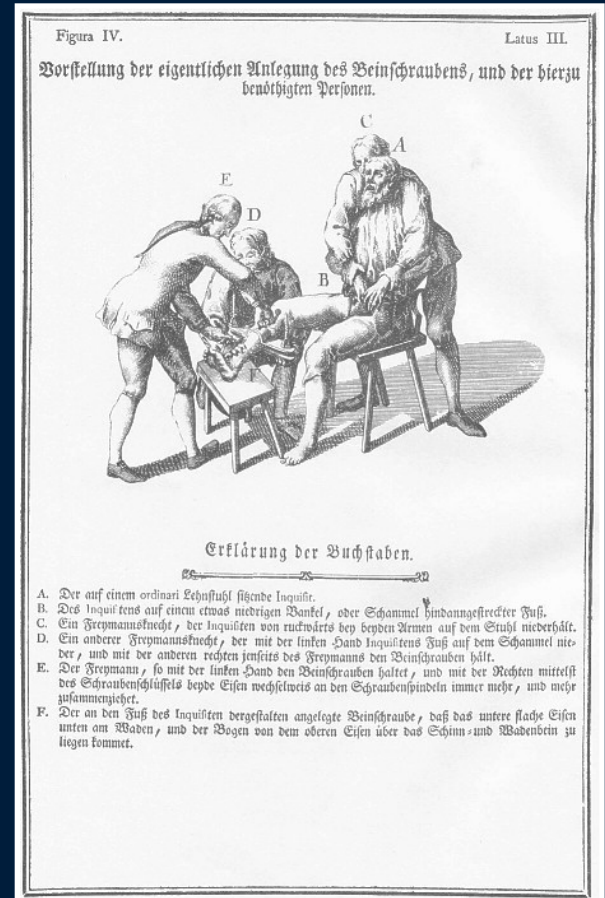 Figura IV.
Latus III.
Vorstellung der eigentlichen Anlegung des Beinschraubens, und der hierzu
benöthigten Personen.
C
A
E
D
B
Erklärung der Buchstaben.
A. Der auf einem ordinari Lehnstuhl sitzende Inquisit.
B. Des Inquisitens auf einem etwas niedrigen Bankel, oder Schammel hindanngestreckter Fuß.
C. Ein Freymannsknecht, der Inquisiten von ruckwärts bey beyden Armen auf dem Stuhl niederhält.
D. Ein anderer Freymannsknecht, der mit der linken Hand Inquisitens Fuß auf dem Schammel nie-
der, und mit der anderen rechten jenseits des Freymanns den Beinschrauben hält.
E. Der Freymann, so mit der linken Hand den Beinschrauben haltet, und mit der Rechten mittelst
des Schraubenschlüssels beyde Eisen wechselweis an den Schraubenspindeln immer mehr, und mehr
zusammenziehet.
F. Der an den Fuß des Inquisiten dergestalten angelegte Beinschraube, daß das untere flache Eisen
unten am Waden, und der Bogen von dem oberen Eisen über das Schinn- und Wadenbein zu
liegen kommet.